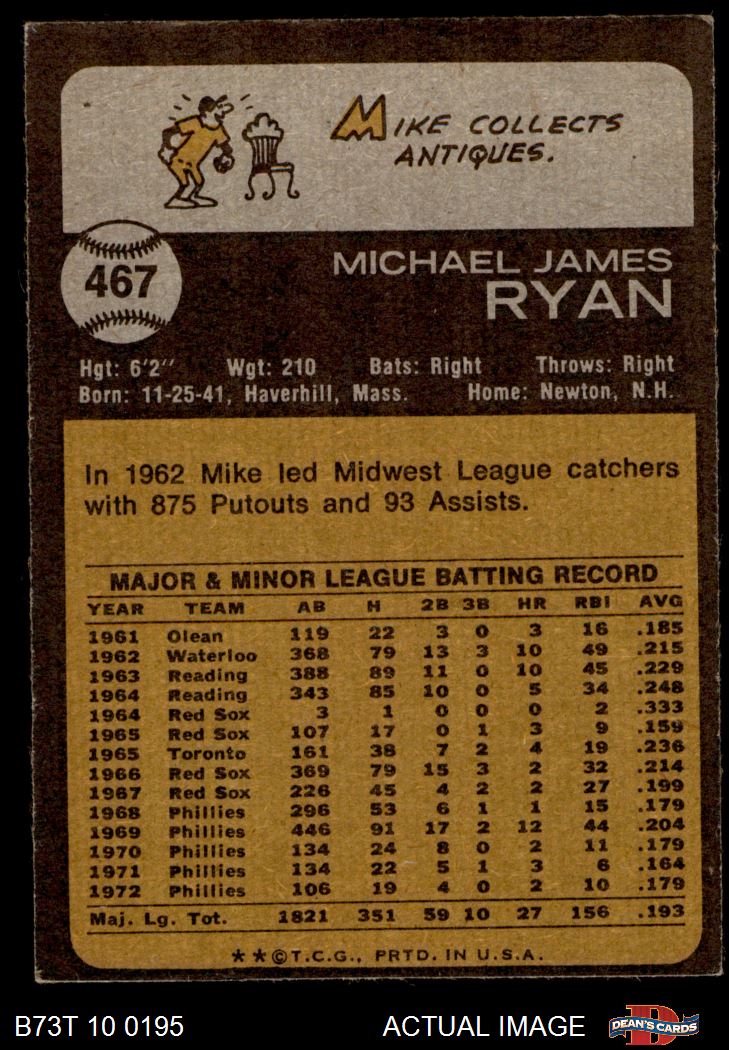 MIKE COLLECTS
ANTIQUES.
467
MICHAEL JAMES
RYAN
Hgt: 6'2" Wgt: 210 Bats: Right Throws: Right
Born: 11-25-41, Haverhill, Mass. Home: Newton, N.H.
In 1962 Mike led Midwest League catchers
with 875 Putouts and 93 Assists.
MAJOR & MINOR LEAGUE BATTING RECORD
YEAR TEAM AB H 2B 3B HR RBI AVG
1961 Olean 119 22 3 0 3 16 .185
1962 Waterloo 368 79 13 3 10 49 .215
1963 Reading 388 89 11 0 10 45 .229
1964 Reading 343 85 10 0 5 34 .248
1964 Red Sox 3 1 0 0 0 2 .333
1965 Red Sox 107 17 0 1 3 9 .159
1965 Toronto 161 38 7 2 4 19 .236
1966 Red Sox 369 79 15 3 2 32 .214
1967 Red Sox 226 45 4 2 2 27 .199
1968 Phillies 296 53 6 1 1 15 .179
1969 Phillies 446 91 17 2 12 44 .204
1970 Phillies 134 24 8 0 2 11 .179
1971 Phillies 134 22 5 1 3 6 .164
1972 Phillies 106 19 4 0 2 10 .179
Maj. Lg. Tot. 1821 351 59 10 27 156 .193
**©T.C.G., PRTD. IN U.S.A.
B73T 10 0195 ACTUAL IMAGE D DEAN'S CARDS